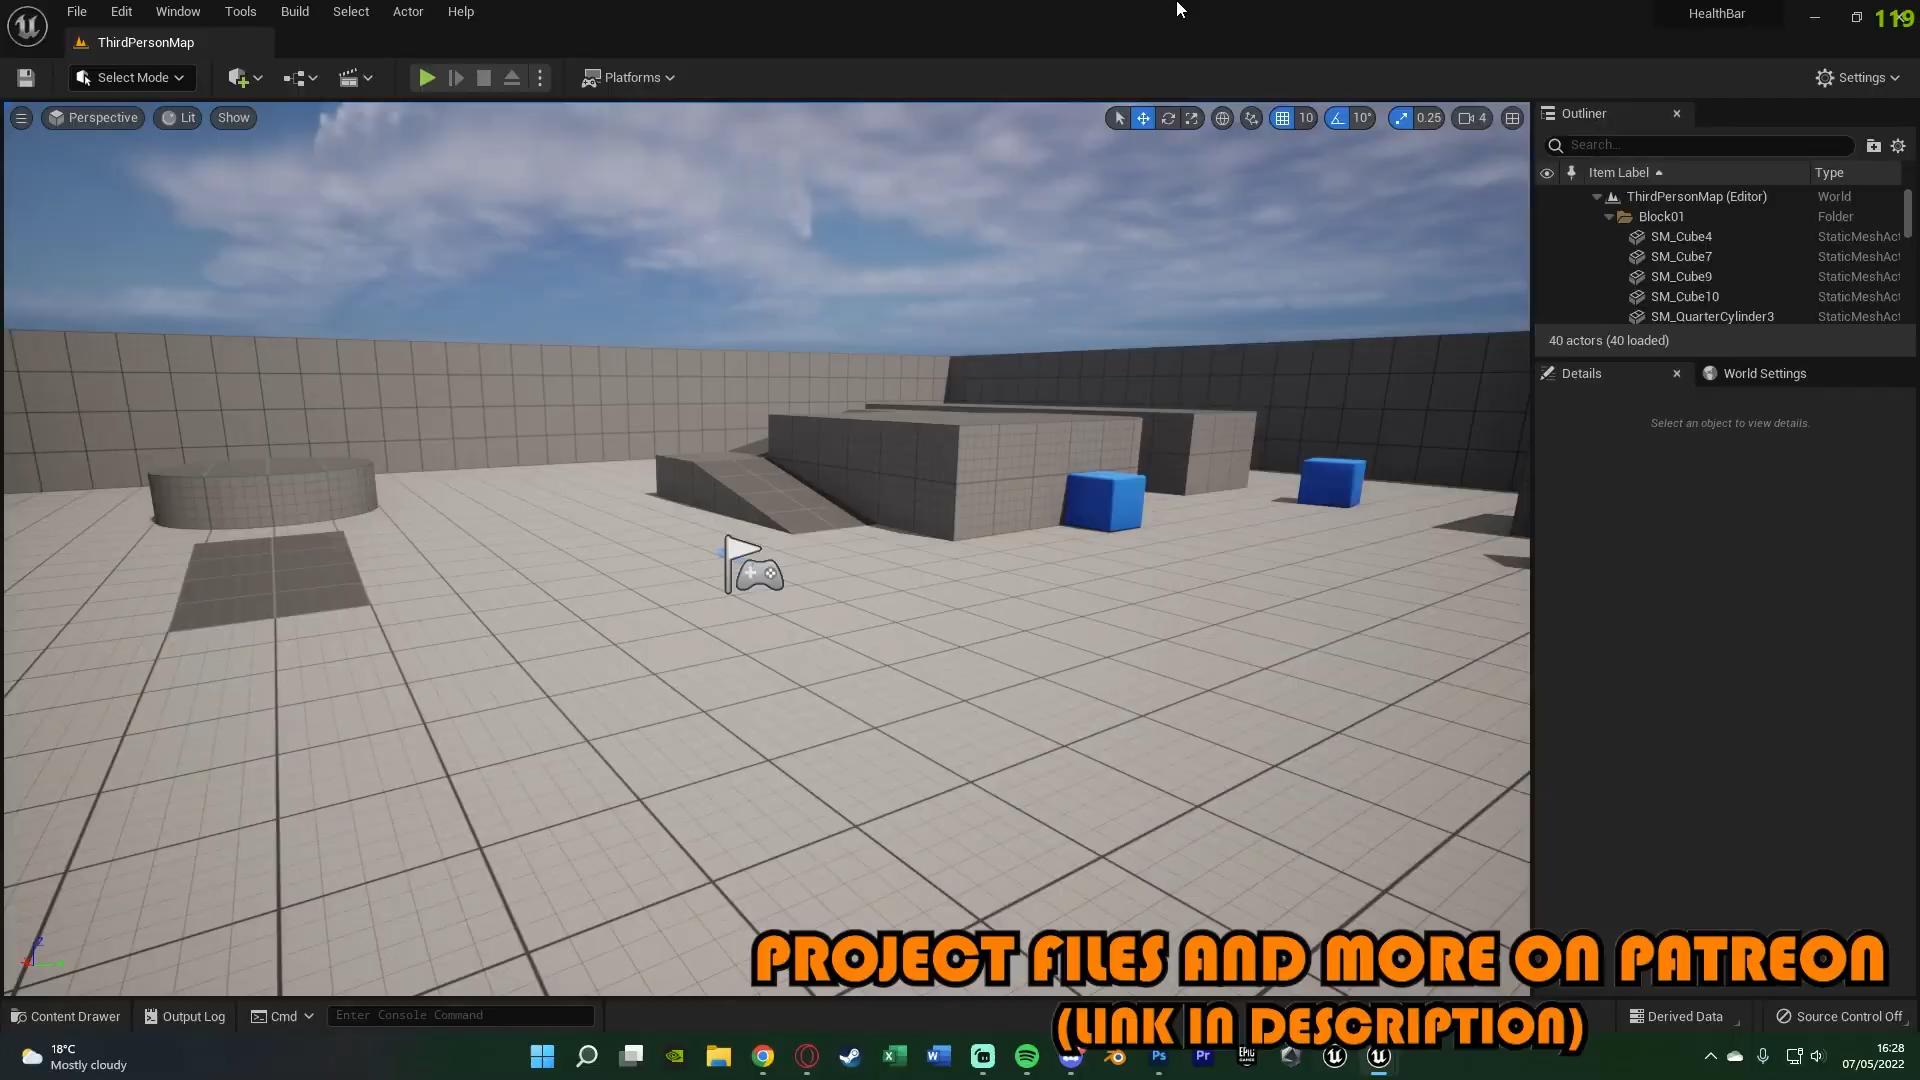 File Edit Window Tools Build Select Actor Help
HealthBar
119
ThirdPersonMap
Select Mode
Platforms
Settings
Perspective Lit Show
10 10° 0.25 4
Outliner
Search...
Item Label Type
ThirdPersonMap (Editor) World
Block01 Folder
SM_Cube4 StaticMeshAct
SM_Cube7 StaticMeshAct
SM_Cube9 StaticMeshAct
SM_Cube10 StaticMeshAct
SM_QuarterCylinder3 StaticMeshAct
40 actors (40 loaded)
Details World Settings
Select an object to view details.
Z
PROJECT FILES AND MORE ON PATREON
(LINK IN DESCRIPTION)
Content Drawer Output Log Cmd Enter Console Command
Derived Data Source Control Off
18°C
Mostly cloudy
Ps Pr EPIC GAMES
16:28
07/05/2022